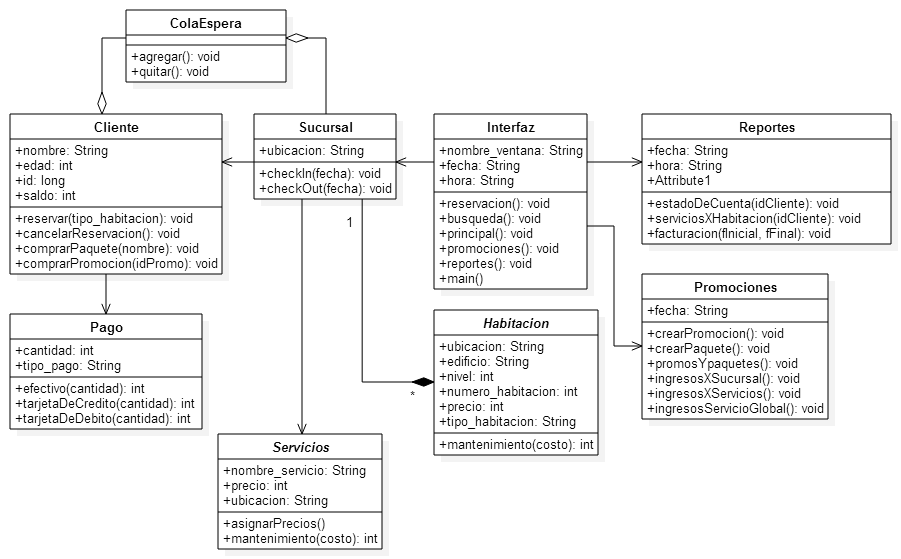 ColaEspera
+agregar(): void
+quitar(): void
Cliente
+nombre: String
+edad: int
+id: long
+saldo: int
+reservar(tipo_habitacion): void
+cancelarReservacion(): void
+comprarPaquete(nombre): void
+comprarPromocion(idPromo): void
Sucursal
+ubicacion: String
+checkIn(fecha): void
+checkOut(fecha): void
Interfaz
+nombre_ventana: String
+fecha: String
+hora: String
+reservacion(): void
+busqueda(): void
+principal(): void
+promociones(): void
+reportes(): void
+main()
Reportes
+fecha: String
+hora: String
+Attribute1
+estadoDeCuenta(idCliente): void
+serviciosXHabitacion(idCliente): void
+facturacion(fInicial, fFinal): void
1
Promociones
+fecha: String
+crearPromocion(): void
+crearPaquete(): void
+promosYpaquetes(): void
+ingresosXSucursal(): void
+ingresosXServicios(): void
+ingresosServicioGlobal(): void
Pago
+cantidad: int
+tipo_pago: String
+efectivo(cantidad): int
+tarjetaDeCredito(cantidad): int
+tarjetaDeDebito(cantidad): int
Habitacion
+ubicacion: String
+edificio: String
+nivel: int
+numero_habitacion: int
+precio: int
+tipo_habitacion: String
+mantenimiento(costo): int
*
Servicios
+nombre_servicio: String
+precio: int
+ubicacion: String
+asignarPrecios()
+mantenimiento(costo): int